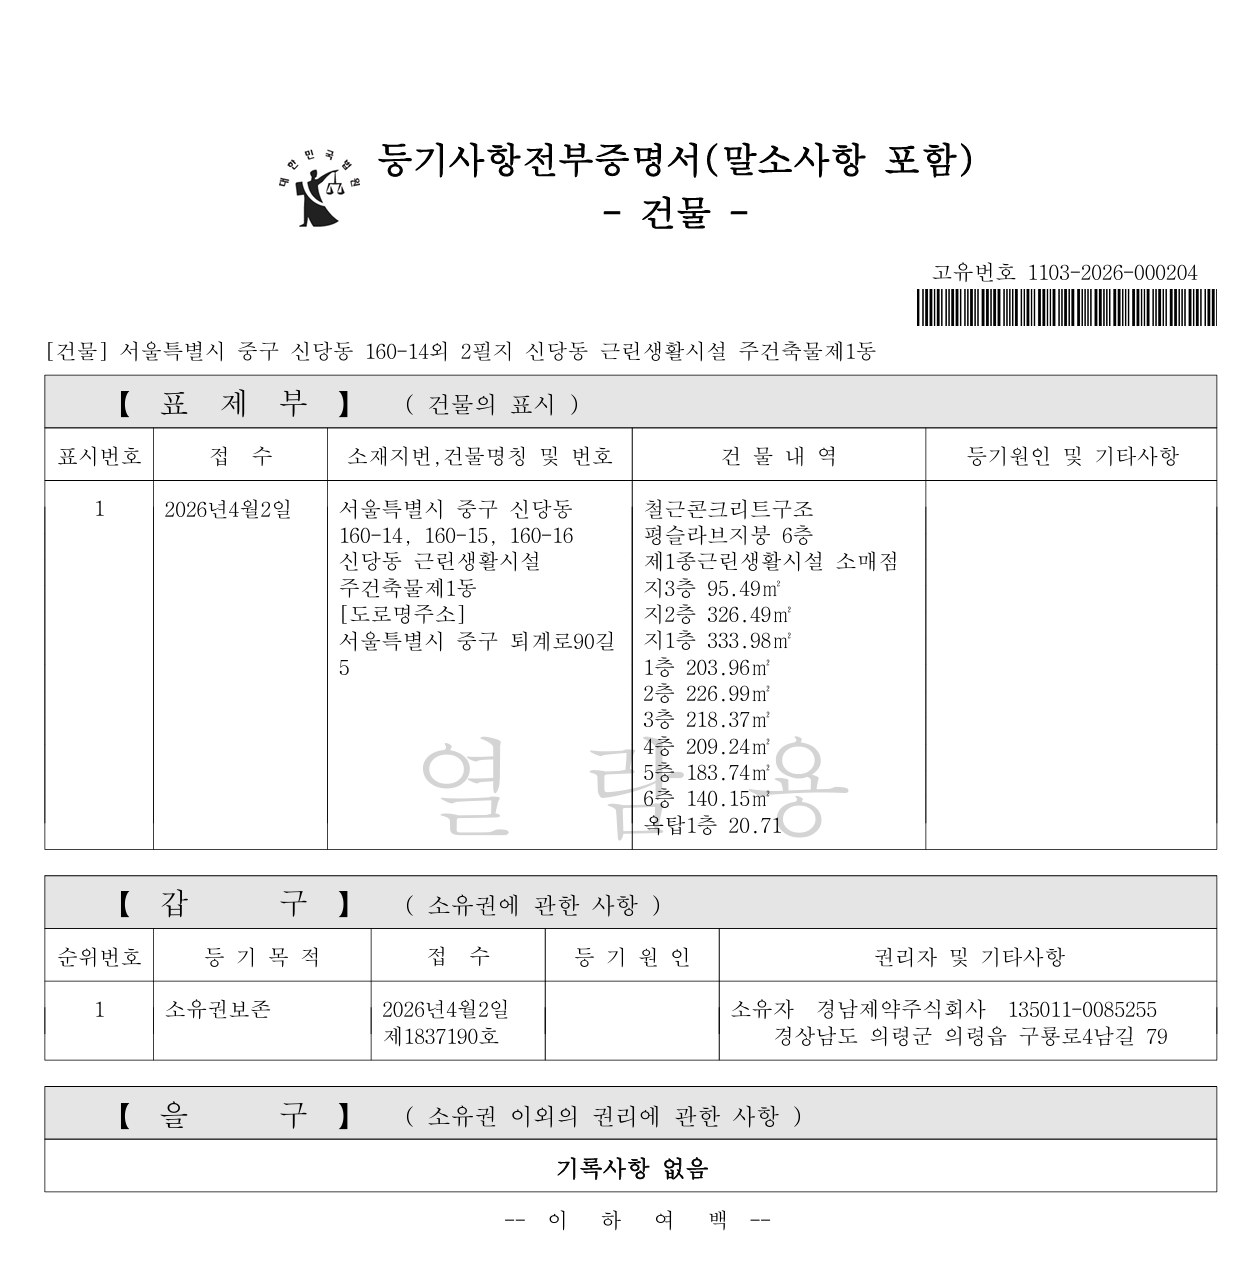 대한민국법원
등기사항전부증명서(말소사항 포함)
- 건물 -
고유번호 1103-2026-000204
[건물] 서울특별시 중구 신당동 160-14외 2필지 신당동 근린생활시설 주건축물제1동
【 표 제 부 】 ( 건물의 표시 )
표시번호 접 수 소재지번,건물명칭 및 번호 건 물 내 역 등기원인 및 기타사항
1 2026년4월2일 서울특별시 중구 신당동 철근콘크리트구조
160-14, 160-15, 160-16 평슬라브지붕 6층
신당동 근린생활시설 제1종근린생활시설 소매점
주건축물제1동 지3층 95.49㎡
[도로명주소] 지2층 326.49㎡
서울특별시 중구 퇴계로90길 지1층 333.98㎡
5 1층 203.96㎡
2층 226.99㎡
3층 218.37㎡
4층 209.24㎡
5층 183.74㎡
6층 140.15㎡
옥탑1층 20.71
열 람 용
【 갑 구 】 ( 소유권에 관한 사항 )
순위번호 등 기 목 적 접 수 등 기 원 인 권리자 및 기타사항
1 소유권보존 2026년4월2일 소유자 경남제약주식회사 135011-0085255
제1837190호 경상남도 의령군 의령읍 구룡로4남길 79
【 을 구 】 ( 소유권 이외의 권리에 관한 사항 )
기록사항 없음
-- 이 하 여 백 --